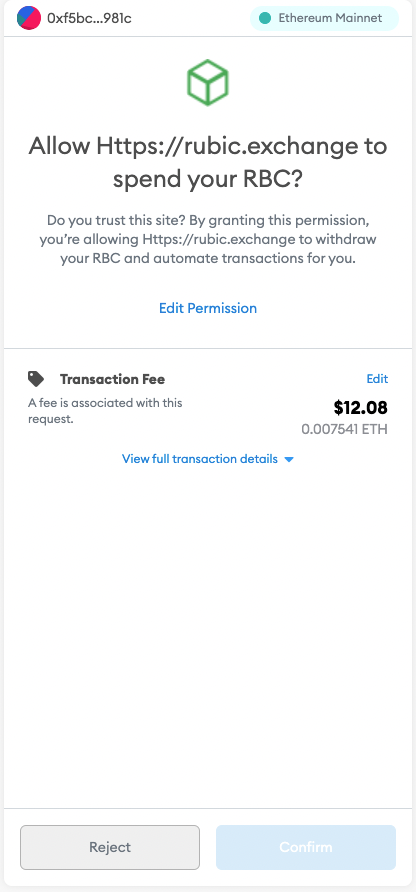 0xf5bc...981c
Ethereum Mainnet
Allow Https://rubic.exchange to
spend your RBC?
Do you trust this site? By granting this permission,
you're allowing Https://rubic.exchange to withdraw
your RBC and automate transactions for you.
Edit Permission
Transaction Fee
Edit
A fee is associated with this
request.
$12.08
0.007541 ETH
View full transaction details
Reject
Confirm